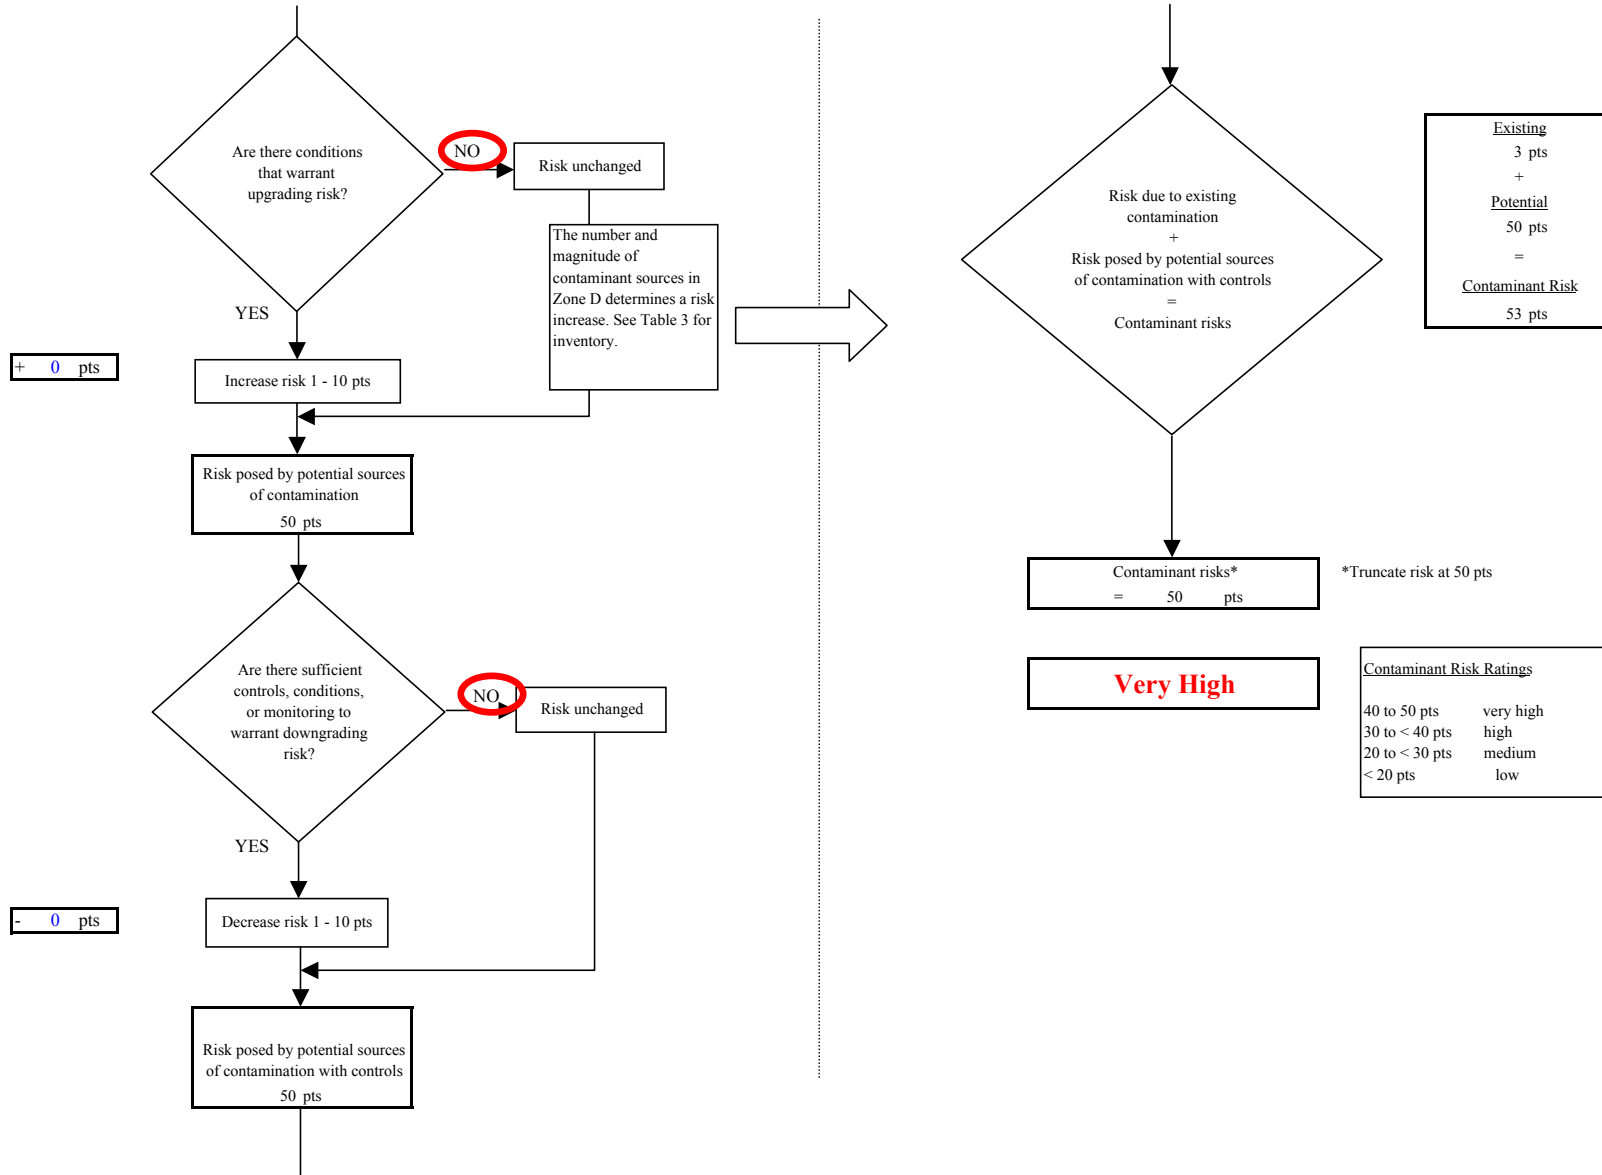 Are there conditions
that warrant
upgrading risk?
NO
Risk unchanged
The number and
magnitude of
contaminant sources in
Zone D determines a risk
increase. See Table 3 for
inventory.
YES
+ 0 pts
Increase risk 1 - 10 pts
Risk posed by potential sources
of contamination
50 pts
Are there sufficient
controls, conditions,
or monitoring to
warrant downgrading
risk?
NO
Risk unchanged
YES
- 0 pts
Decrease risk 1 - 10 pts
Risk posed by potential sources
of contamination with controls
50 pts
Risk due to existing
contamination
+
Risk posed by potential sources
of contamination with controls
=
Contaminant risks
Existing
3 pts
+
Potential
50 pts
=
Contaminant Risk
53 pts
Contaminant risks*
= 50 pts
*Truncate risk at 50 pts
Very High
Contaminant Risk Ratings
40 to 50 pts very high
30 to < 40 pts high
20 to < 30 pts medium
< 20 pts low